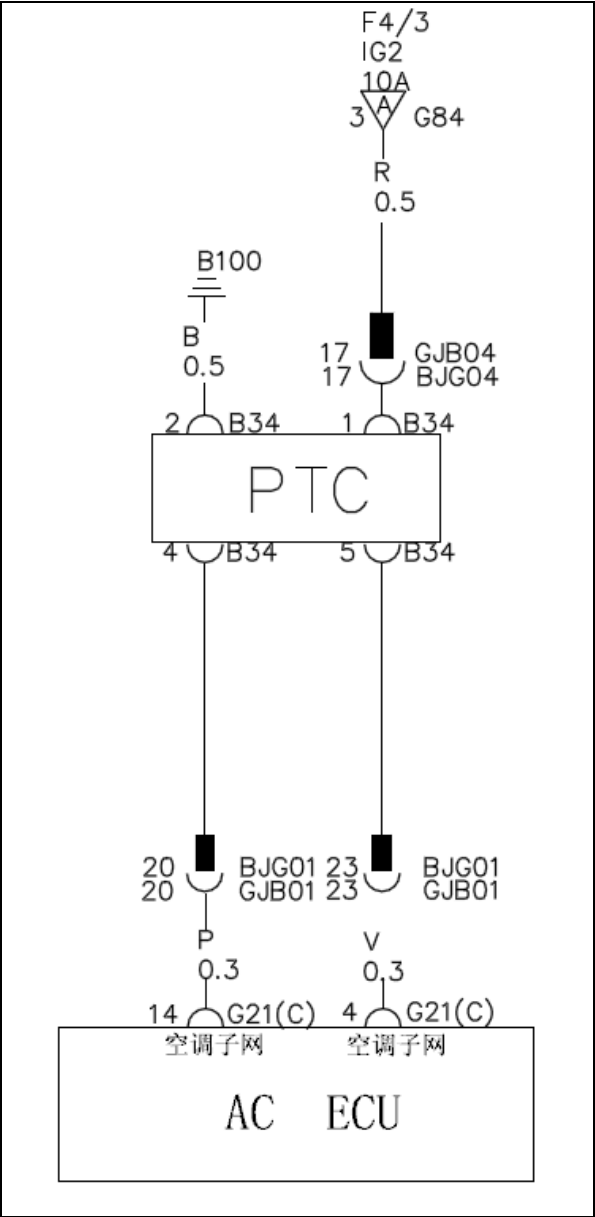 F4/3
IG2
10A
A
3 G84
R
0.5
B100
B
0.5
17 GJB04
17 BJG04
2 B34 1 B34
PTC
4 B34 5 B34
20 BJG01 23 BJG01
20 GJB01 23 GJB01
P V
0.3 0.3
14 G21(C) 4 G21(C)
空调子网 空调子网
AC ECU